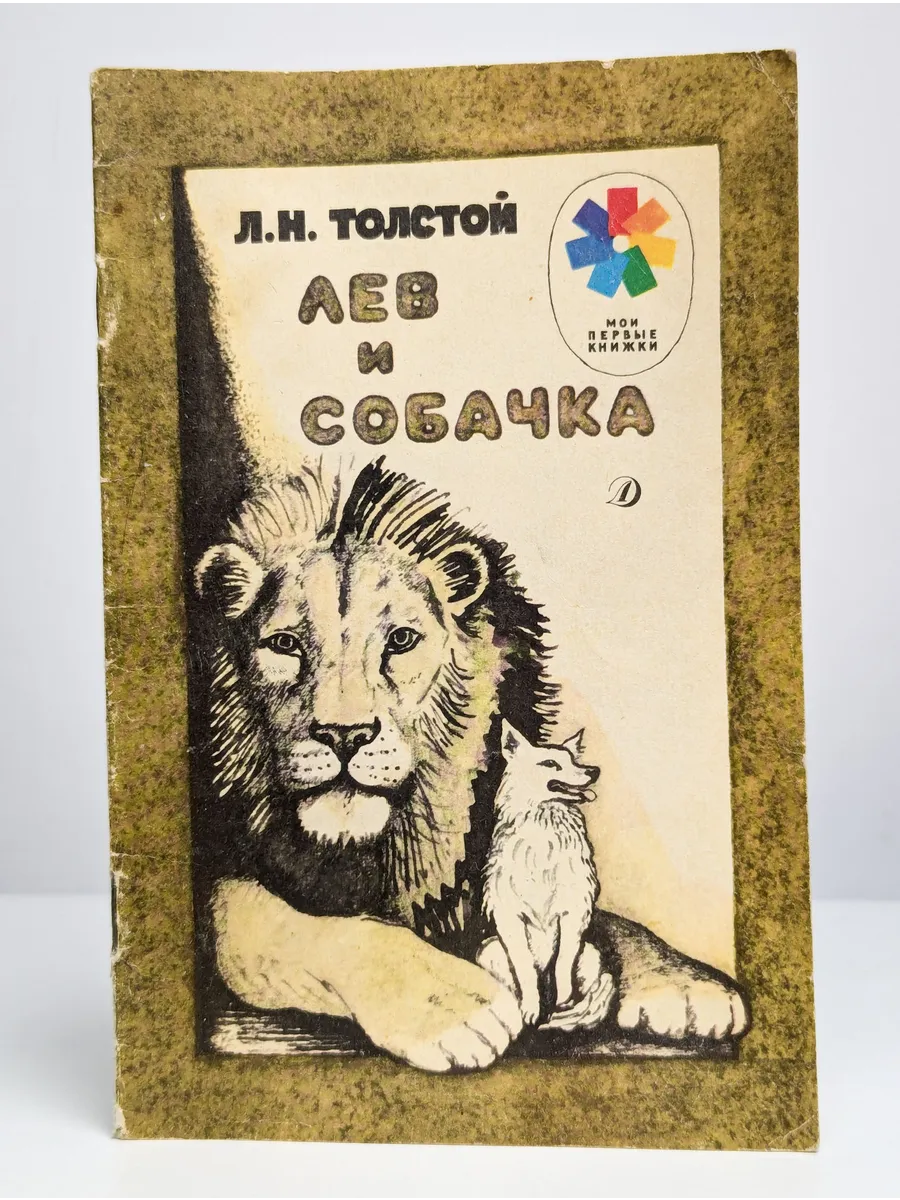 Л.Н. ТОЛСТОЙ
ЛЕВ
И
СОБАЧКА
МОИ
ПЕРВЫЕ
КНИЖКИ
Д